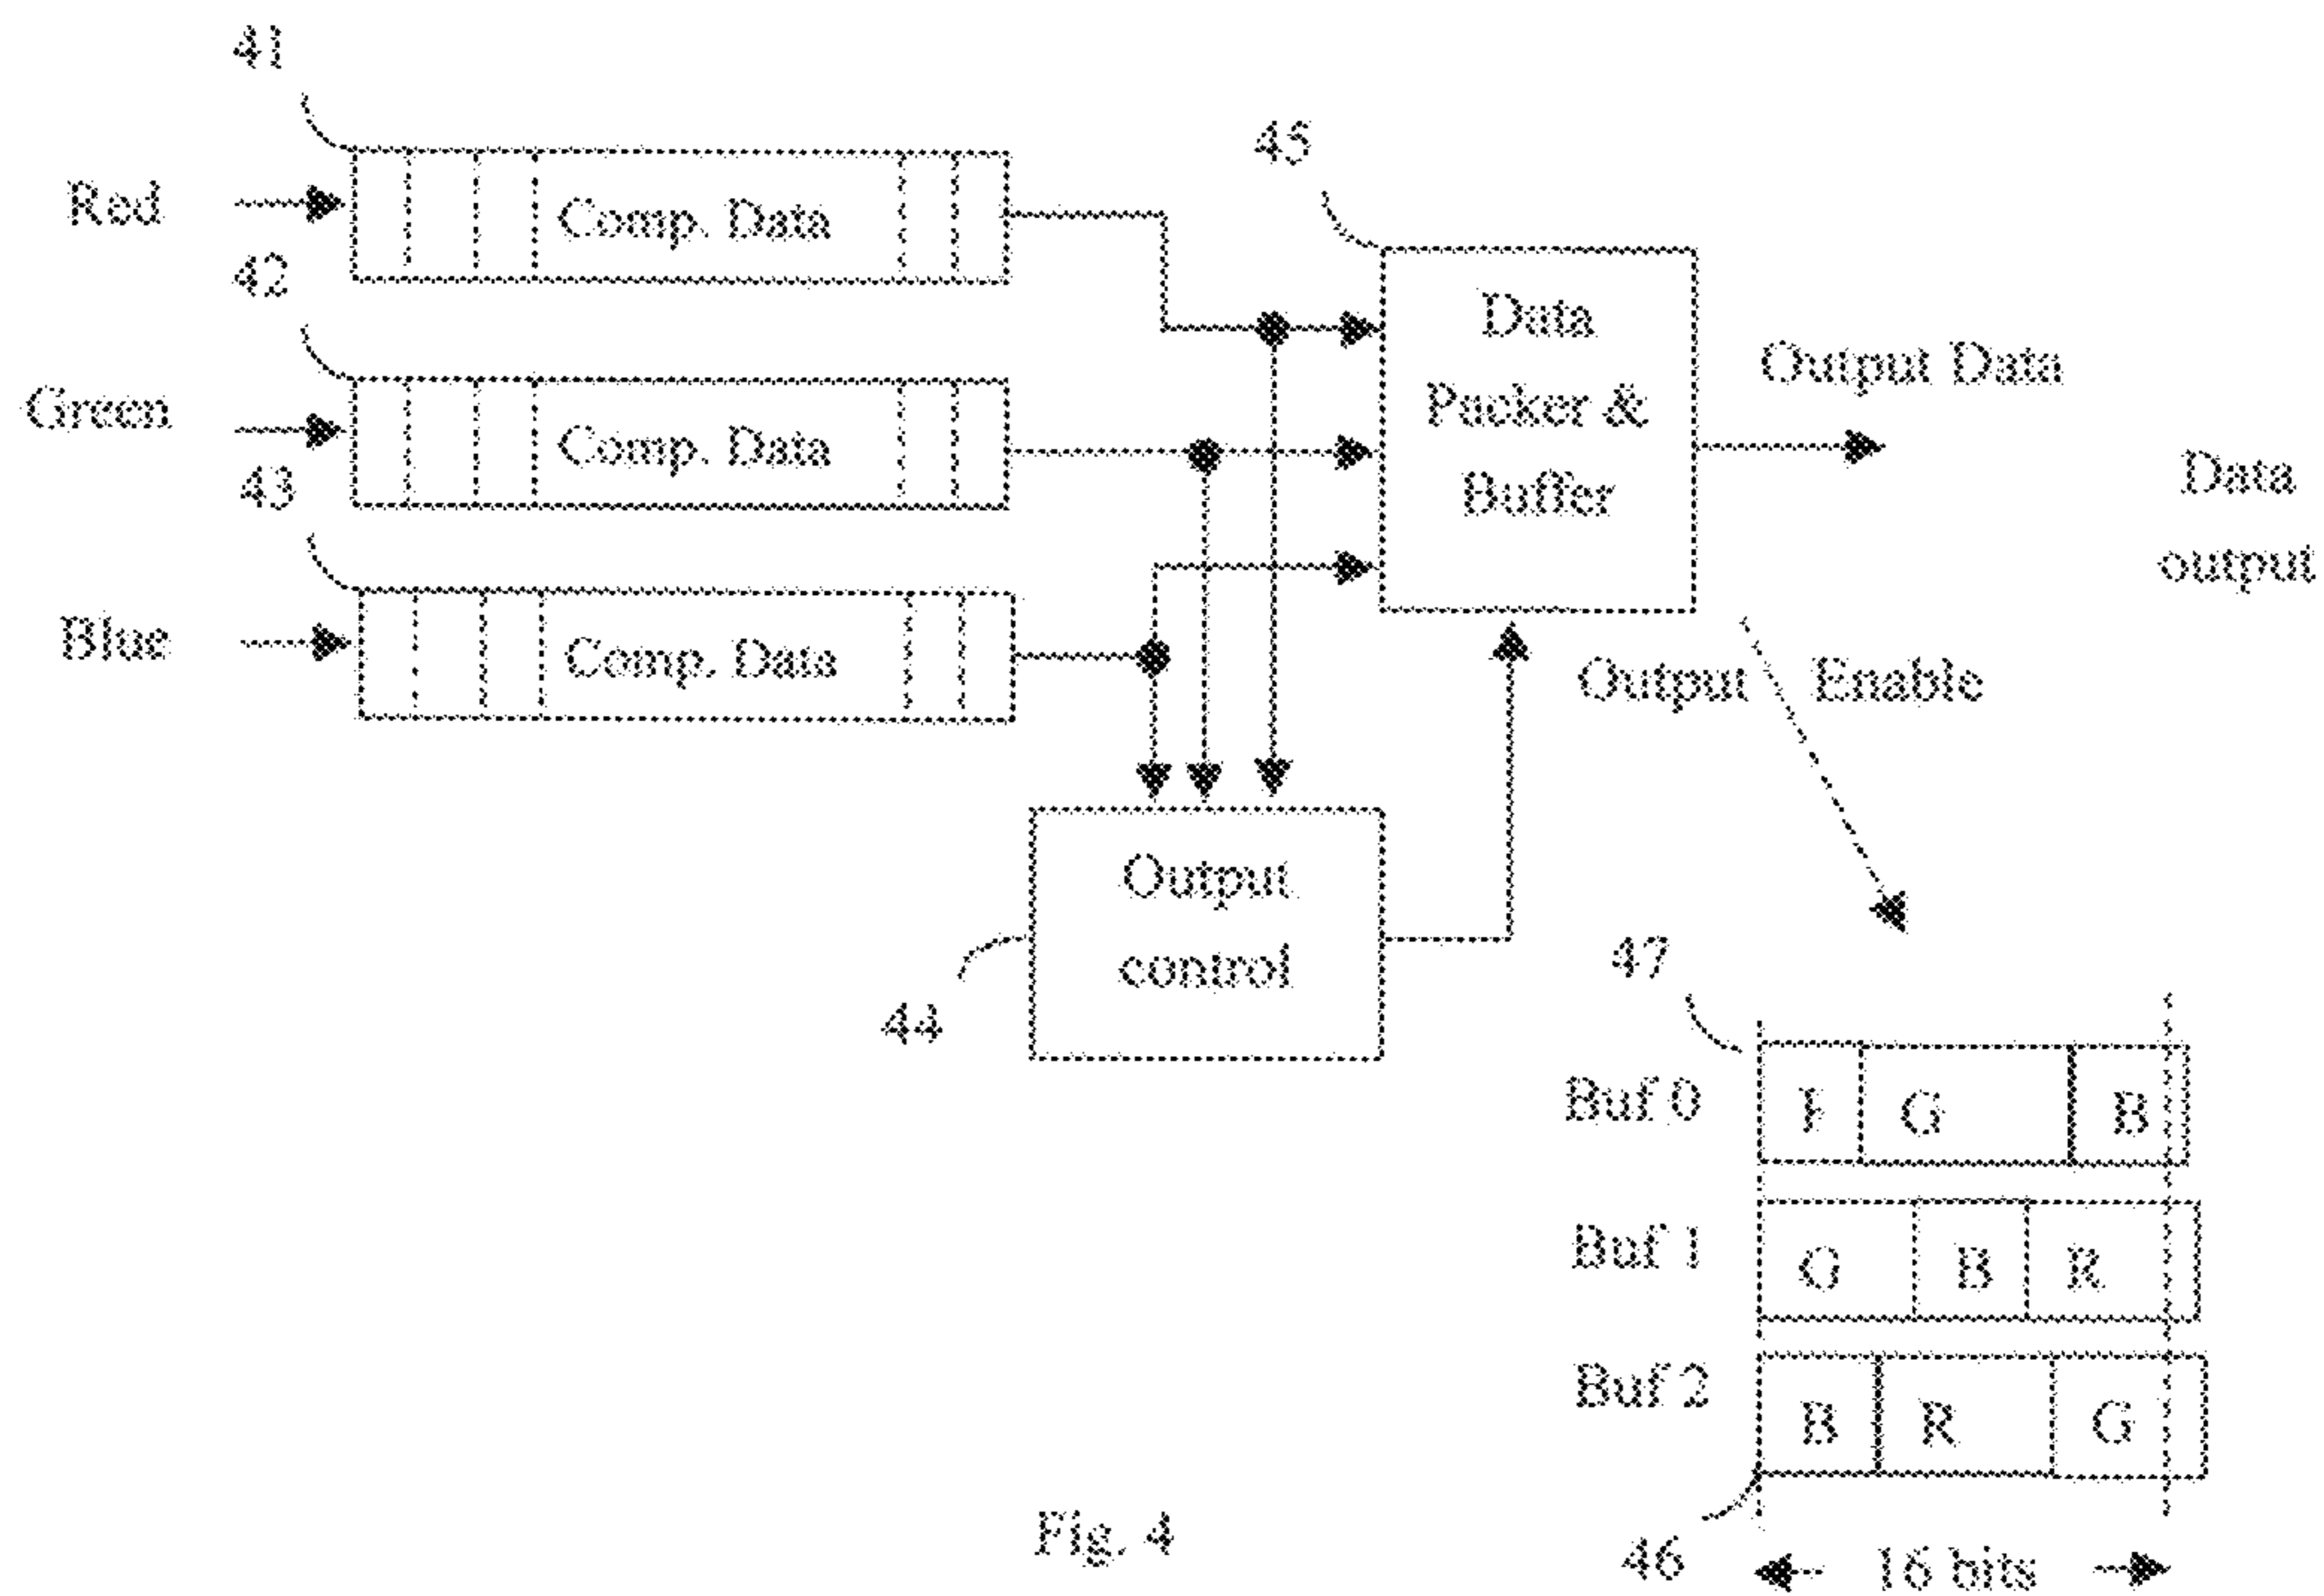 41
Red
Comp. Data
42
Green
Comp. Data
43
Blue
Comp. Data
45
Data
Packer &
Buffer
Output Data
Data
output
Output Enable
Output
control
44
47
Buf 0
G
B
Buf 1
B
R
Buf 2
B
R
G
46
16 bits
Fig. 4